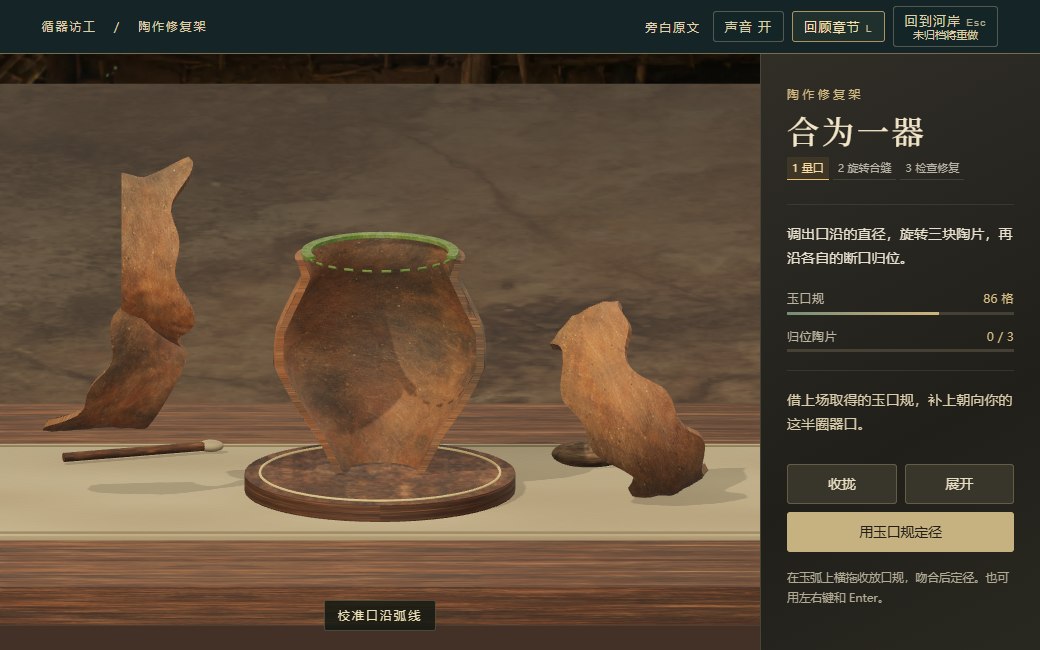 循器访工 / 陶作修复架
旁白原文
声音 开
回顾章节 L
回到河岸 Esc
未归档将重做
陶作修复架
合为一器
1 量口 2 旋转合缝 3 检查修复
调出口沿的直径，旋转三块陶片，再
沿各自的断口归位。
玉口规 86 格
归位陶片 0 / 3
借上场取得的玉口规，补上朝向你的
这半圈器口。
收拢 展开
用玉口规定径
在玉弧上横拖收放口规，吻合后定径。也可
用左右键和 Enter。
校准口沿弧线